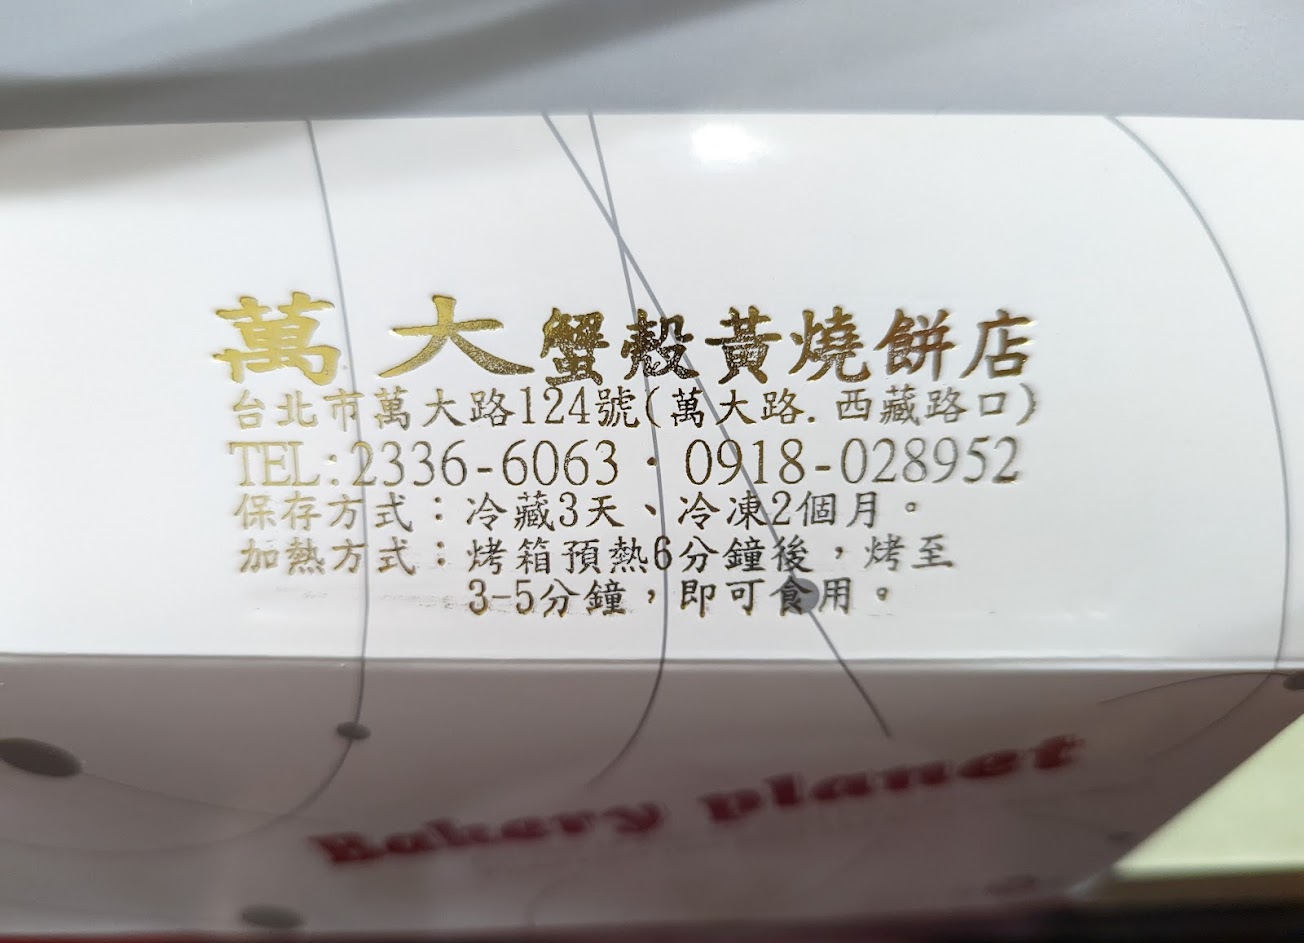 萬大蟹殼黃燒餅店
台北市萬大路124號(萬大路.西藏路口)
TEL:2336-6063・0918-028952
保存方式：冷藏3天、冷凍2個月。
加熱方式：烤箱預熱6分鐘後，烤至
3-5分鐘，即可食用。
Bakery planet